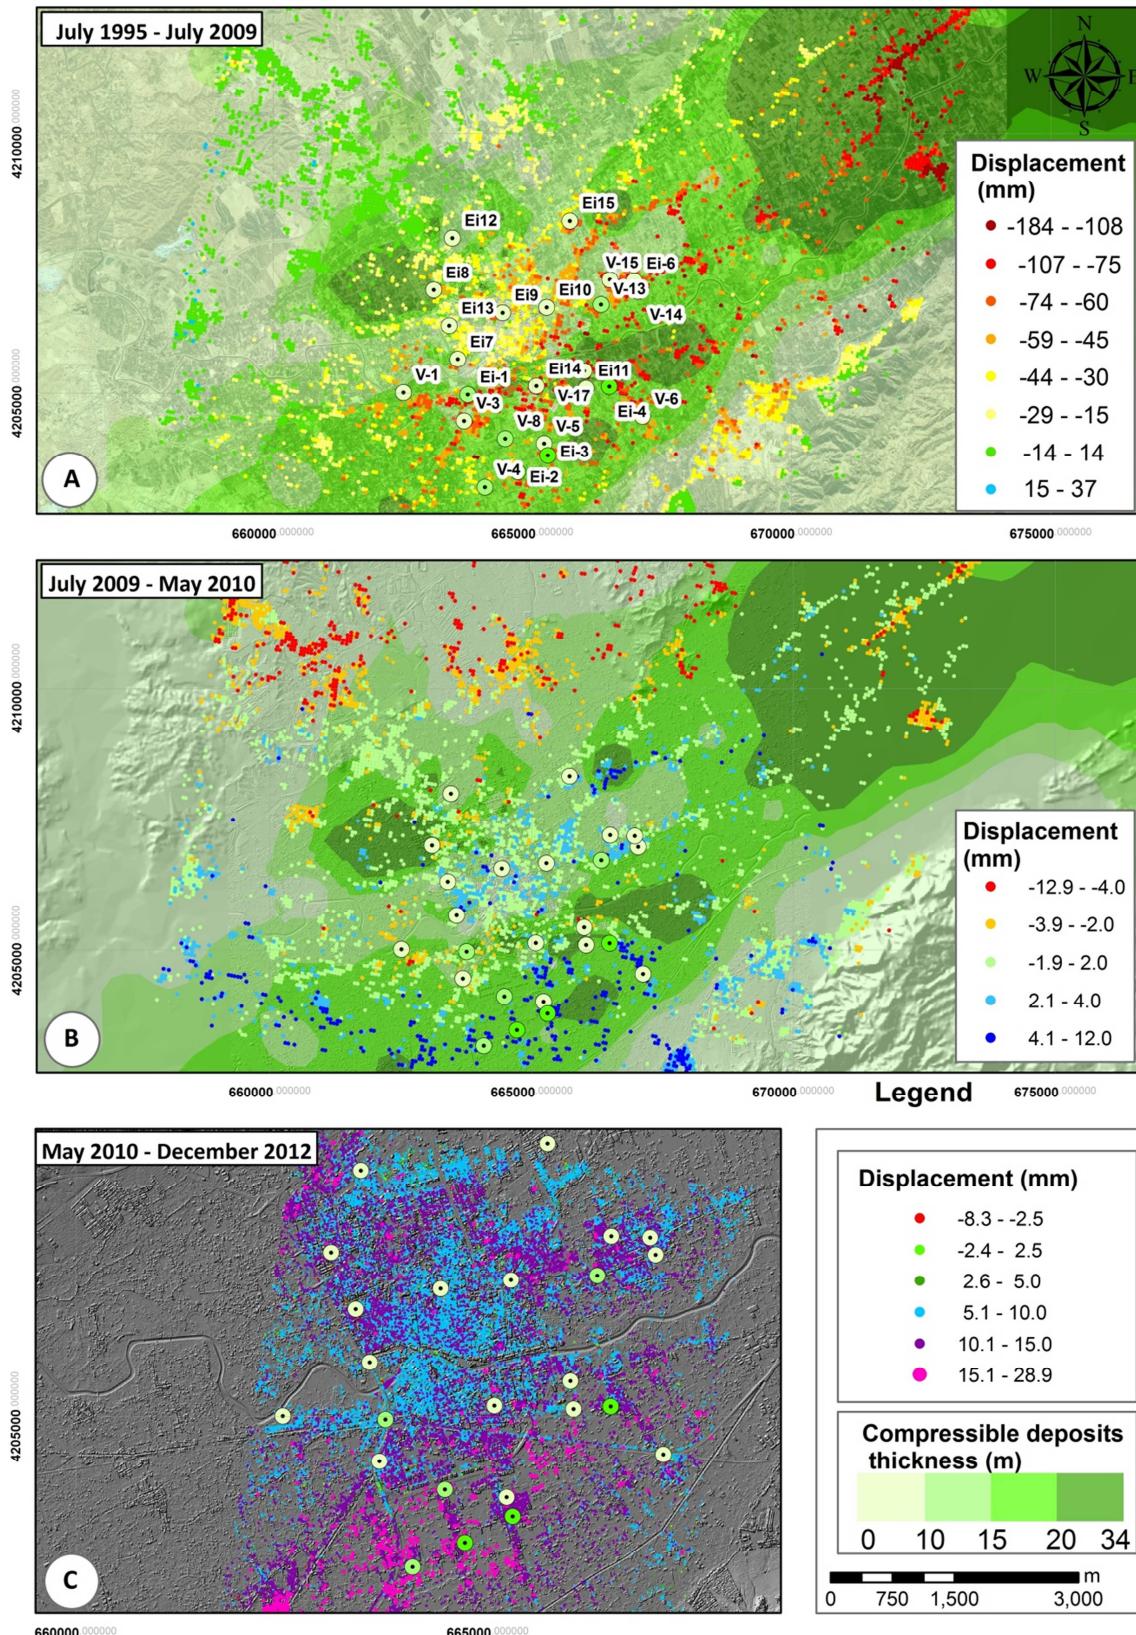 July 1995 - July 2009
N
W E
S
4210000.000000
4205000.000000
Displacement
(mm)
-184 - -108
-107 - -75
-74 - -60
-59 - -45
-44 - -30
-29 - -15
-14 - 14
15 - 37
Ei15
Ei12
V-15 Ei-6
Ei8
V-13
Ei9 Ei10
Ei13
V-14
Ei7
V-1 Ei-1
Ei14 Ei11
V-3 V-17 V-6
Ei-4
V-8 V-5
Ei-3
V-4 Ei-2
A
660000.000000 665000.000000 670000.000000 675000.000000
July 2009 - May 2010
4210000.000000
4205000.000000
Displacement
(mm)
-12.9 - -4.0
-3.9 - -2.0
-1.9 - 2.0
2.1 - 4.0
4.1 - 12.0
B
660000.000000 665000.000000 670000.000000 675000.000000
Legend
May 2010 - December 2012
4205000.000000
C
660000.000000 665000.000000
Displacement (mm)
-8.3 - -2.5
-2.4 - 2.5
2.6 - 5.0
5.1 - 10.0
10.1 - 15.0
15.1 - 28.9
Compressible deposits
thickness (m)
0 10 15 20 34
m
0 750 1,500 3,000